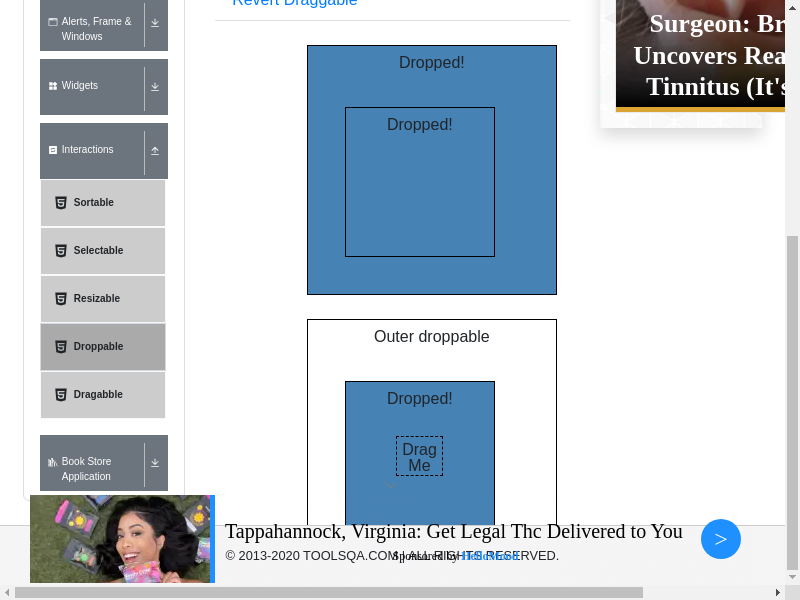 Revert Draggable
Alerts, Frame &
Windows
Widgets
Interactions
Sortable
Selectable
Resizable
Droppable
Dragabble
Book Store
Application
Dropped!
Dropped!
Outer droppable
Dropped!
Drag
Me
Surgeon: Br
Uncovers Rea
Tinnitus (It's
Tappahannock, Virginia: Get Legal Thc Delivered to You
>
© 2013-2020 TOOLSQA.COM | ALL RIGHTS RESERVED.
Sponsored by